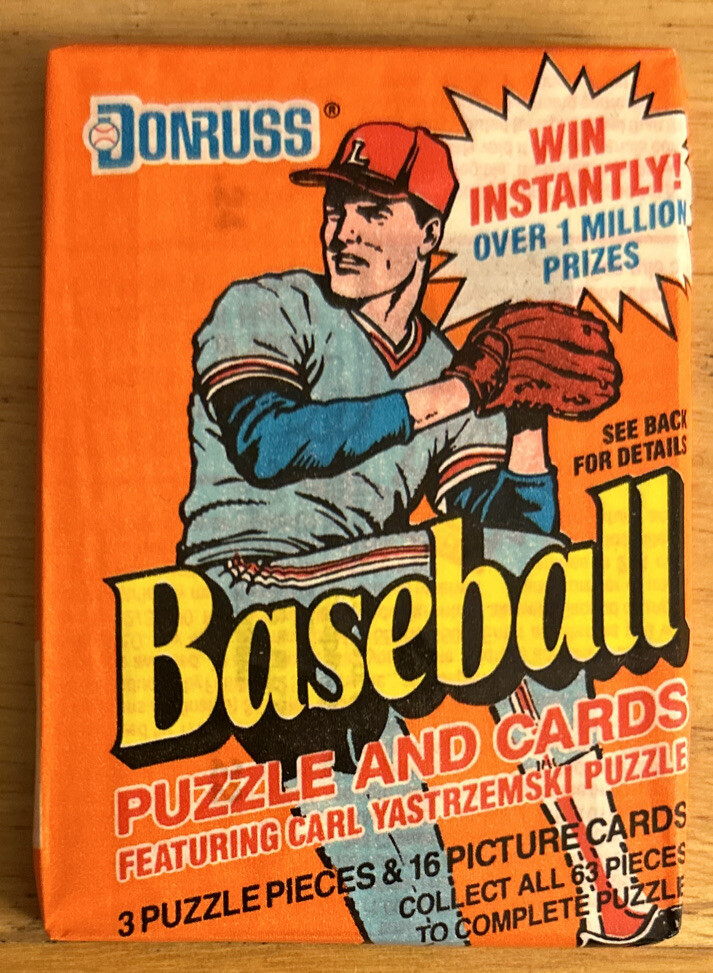 DONRUSS®
L
WIN
INSTANTLY!
OVER 1 MILLION
PRIZES
SEE BACK
FOR DETAILS
Baseball
PUZZLE AND CARDS
FEATURING CARL YASTRZEMSKI PUZZLE
3 PUZZLE PIECES & 16 PICTURE CARDS
COLLECT ALL 63 PIECES
TO COMPLETE PUZZLE